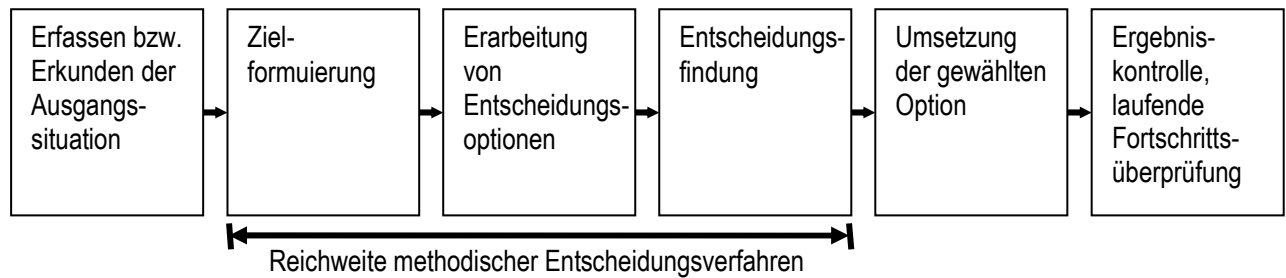 Erfassen bzw.
Erkunden der
Ausgangs-
situation
Ziel-
formuierung
Erarbeitung
von
Entscheidungs-
optionen
Entscheidungs-
findung
Umsetzung
der gewählten
Option
Ergebnis-
kontrolle,
laufende
Fortschritts-
überprüfung
Reichweite methodischer Entscheidungsverfahren